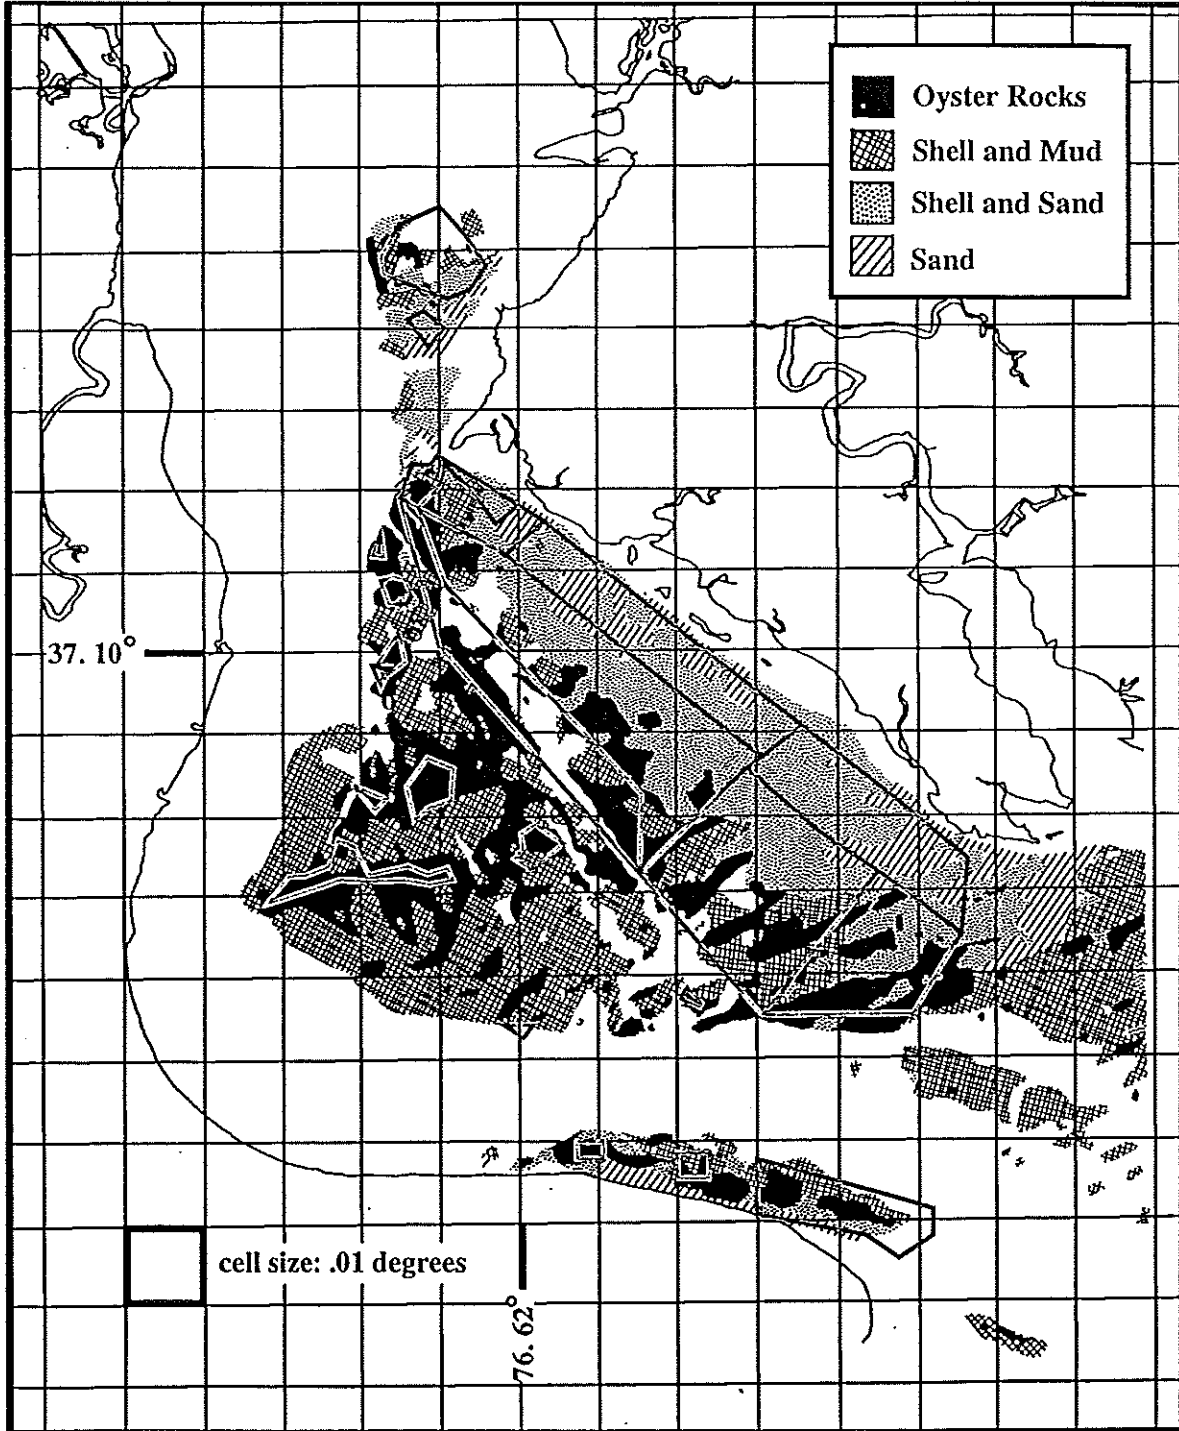 Oyster Rocks
Shell and Mud
Shell and Sand
Sand
37. 10°
cell size: .01 degrees
76. 62°